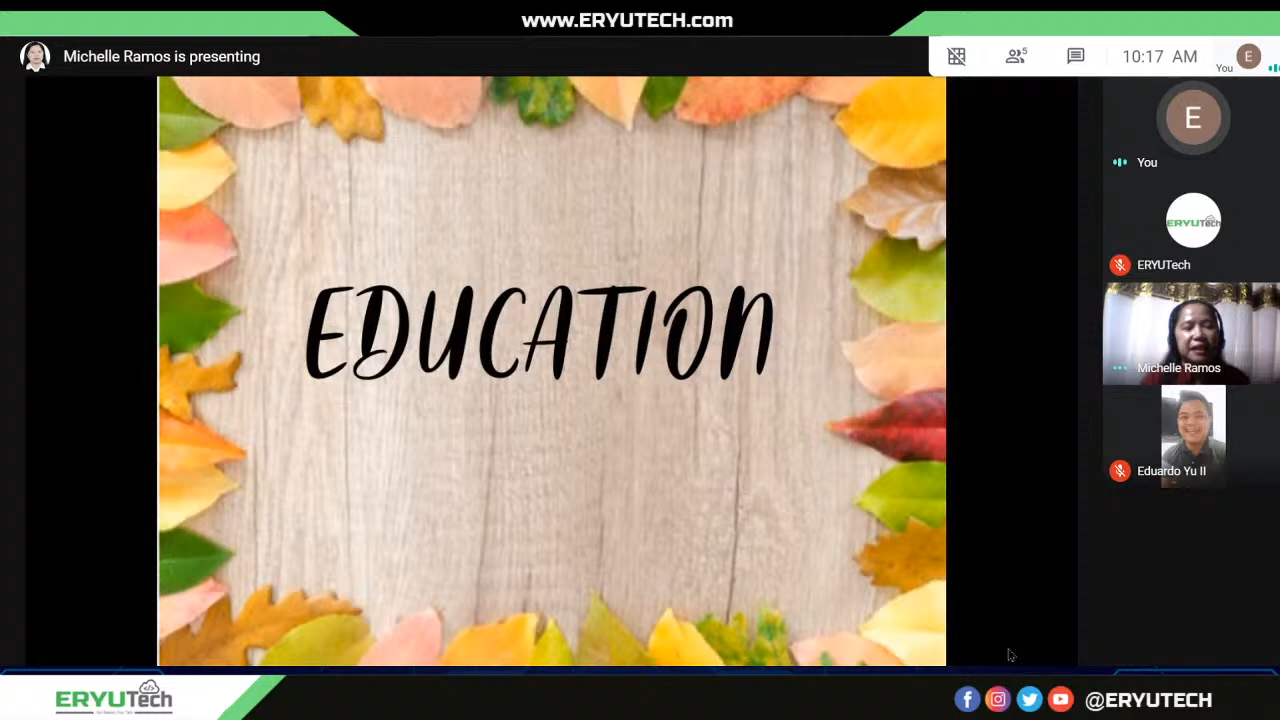 www.ERYUTECH.com
Michelle Ramos is presenting
5
10:17 AM
You
E
E
You
ERYUTech
ERYUTech
EDUCATION
Michelle Ramos
Eduardo Yu II
ERYUTech
@ERYUTECH